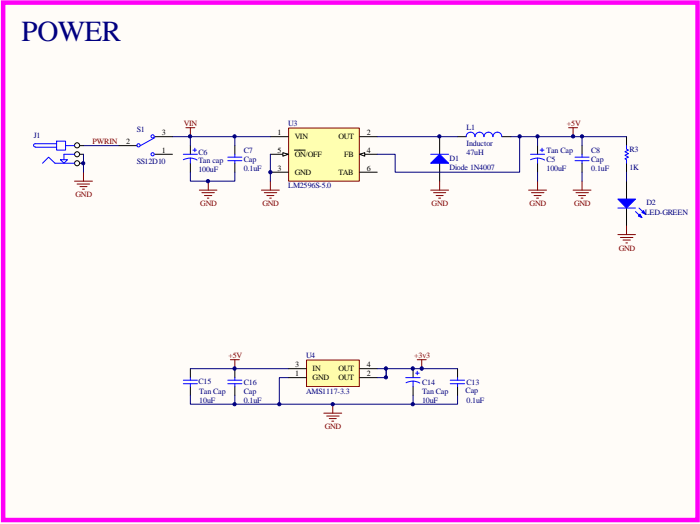 POWER
J1
PWRIN
2
S1
3
1
SS12D10
GND
VIN
C6
Tan cap
100uF
C7
Cap
0.1uF
GND
U3
1
VIN
OUT
2
5
ON/OFF
FB
4
3
GND
TAB
6
LM2596S-5.0
GND
L1
Inductor
47uH
D1
Diode 1N4007
GND
+5V
Tan Cap
C5
100uF
GND
C8
Cap
0.1uF
GND
R3
1K
D2
LED-GREEN
GND
+5V
C15
Tan Cap
10uF
C16
Cap
0.1uF
U4
3
IN
OUT
4
1
GND
OUT
2
AMS1117-3.3
GND
+3v3
C14
Tan Cap
10uF
C13
Cap
0.1uF